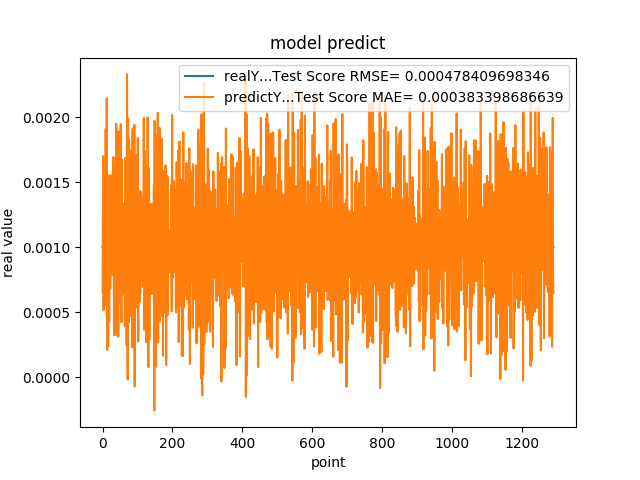 model predict
realY...Test Score RMSE= 0.000478409698346
predictY...Test Score MAE= 0.000383398686639
0.0020
0.0015
0.0010
0.0005
0.0000
real value
0 200 400 600 800 1000 1200
point